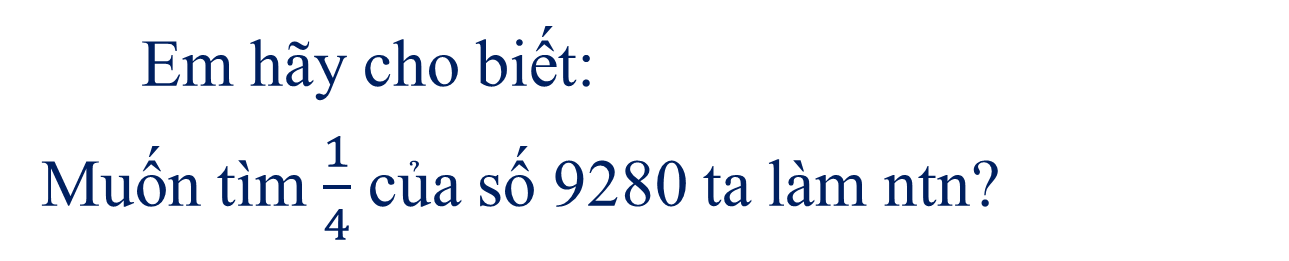 Em hãy cho biết:
Muốn tìm 1/4 của số 9280 ta làm ntn?